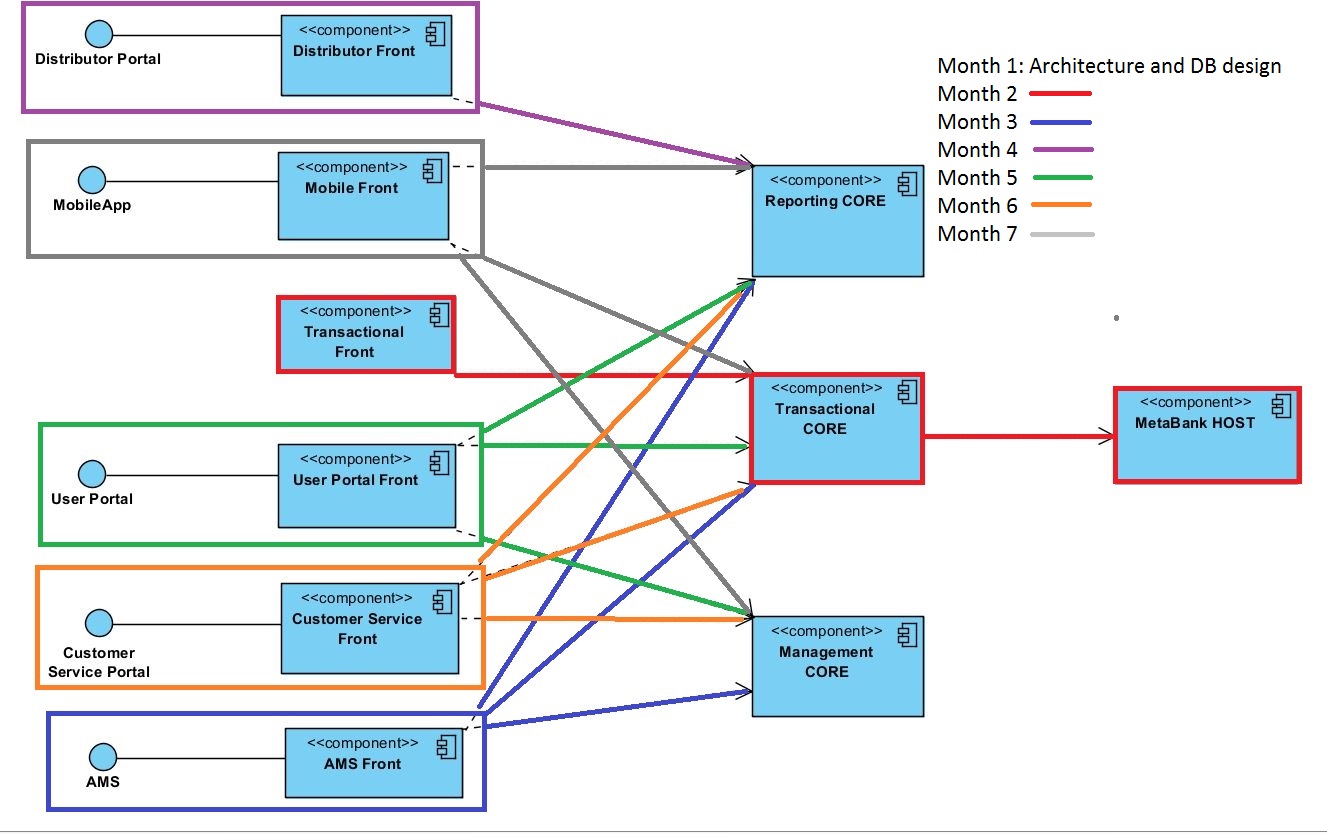 <<component>>
Distributor Front
Distributor Portal
<<component>>
Mobile Front
MobileApp
<<component>>
Transactional
Front
<<component>>
User Portal Front
User Portal
<<component>>
Customer Service
Front
Customer
Service Portal
<<component>>
AMS Front
AMS
<<component>>
Reporting CORE
<<component>>
Transactional
CORE
<<component>>
Management
CORE
<<component>>
MetaBank HOST
Month 1: Architecture and DB design
Month 2
Month 3
Month 4
Month 5
Month 6
Month 7